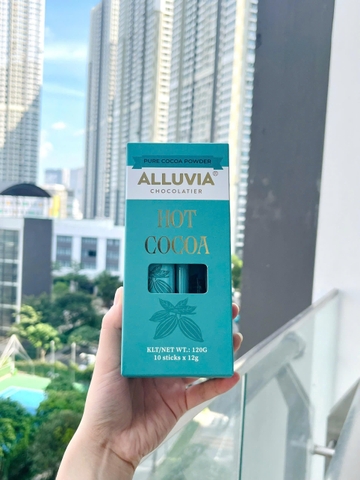 PURE COCOA POWDER
ALLUVIA®
CHOCOLATIER
HOT
COCOA
KLT/NET WT.: 120G
10 sticks x 12g